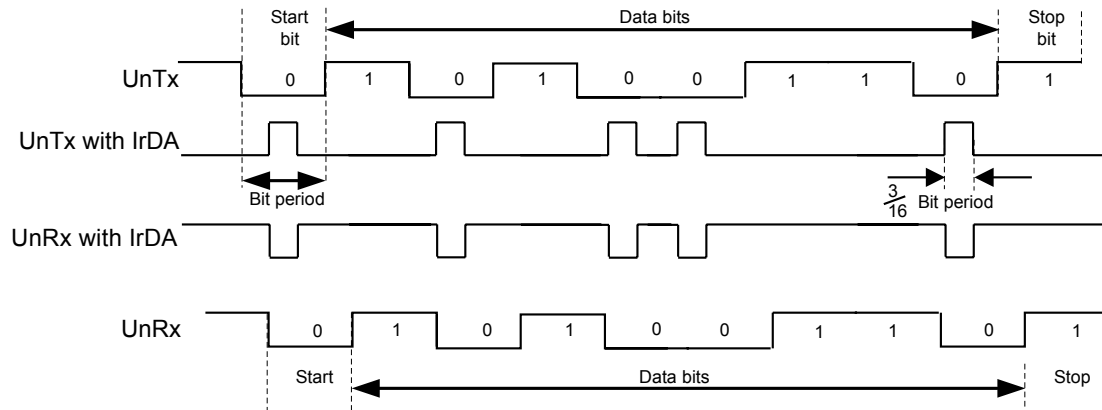 Start
bit
Data bits
Stop
bit
UnTx
0 1 0 1 0 0 1 1 0 1
UnTx with IrDA
Bit period
3
16
Bit period
UnRx with IrDA
UnRx
0 1 0 1 0 0 1 1 0 1
Start
Data bits
Stop